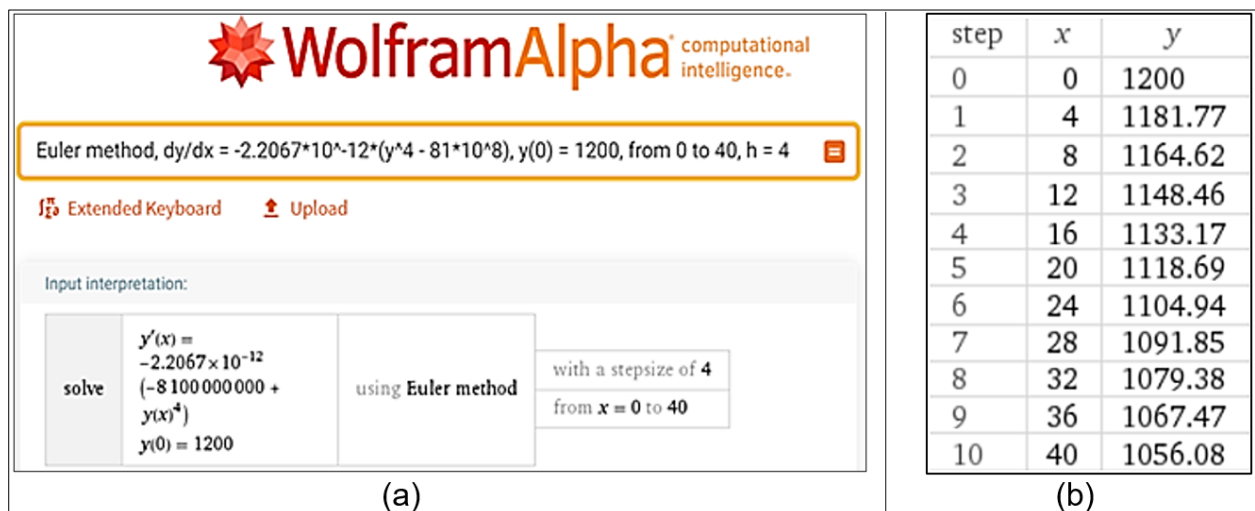 WolframAlpha computational intelligence.
Euler method, dy/dx = -2.2067*10^-12*(y^4 - 81*10^8), y(0) = 1200, from 0 to 40, h = 4
Extended Keyboard Upload
Input interpretation:
solve
y′(x) =
−2.2067×10⁻¹²
(−8 100 000 000 +
y(x)⁴)
y(0) = 1200
using Euler method
with a stepsize of 4
from x = 0 to 40
(a)
step x y
0 0 1200
1 4 1181.77
2 8 1164.62
3 12 1148.46
4 16 1133.17
5 20 1118.69
6 24 1104.94
7 28 1091.85
8 32 1079.38
9 36 1067.47
10 40 1056.08
(b)